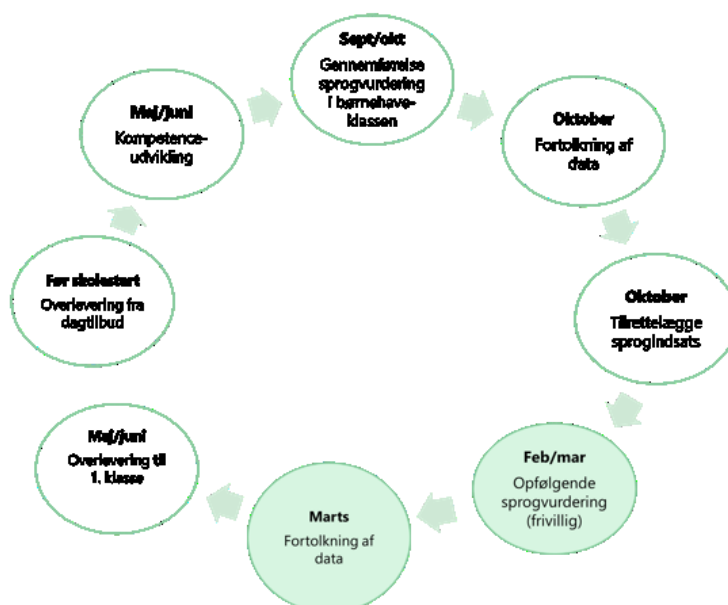 Sept/okt
Gennemførelse
sprogvurdering
i børnehave-
klassen
Oktober
Fortolkning af
data
Oktober
Tilrettelægge
sprogindsats
Feb/mar
Opfølgende
sprogvurdering
(frivillig)
Marts
Fortolkning af
data
Maj/juni
Overlevering til
1. klasse
Før skolestart
Overlevering fra
dagtilbud
Maj/juni
Kompetence-
udvikling